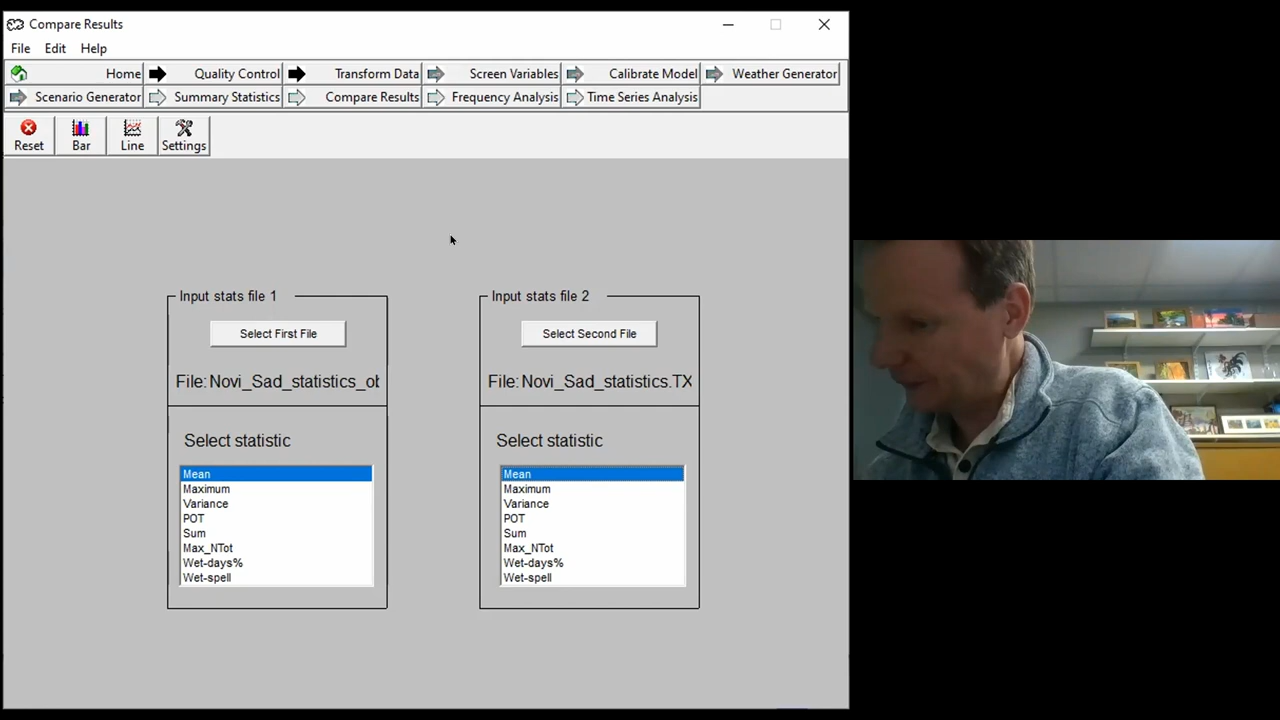 Compare Results
File Edit Help
Home Quality Control Transform Data Screen Variables Calibrate Model Weather Generator
Scenario Generator Summary Statistics Compare Results Frequency Analysis Time Series Analysis
Reset Bar Line Settings
Input stats file 1
Select First File
File: Novi_Sad_statistics_ob
Select statistic
Mean
Maximum
Variance
POT
Sum
Max_NTot
Wet-days%
Wet-spell
Input stats file 2
Select Second File
File: Novi_Sad_statistics.TX
Select statistic
Mean
Maximum
Variance
POT
Sum
Max_NTot
Wet-days%
Wet-spell